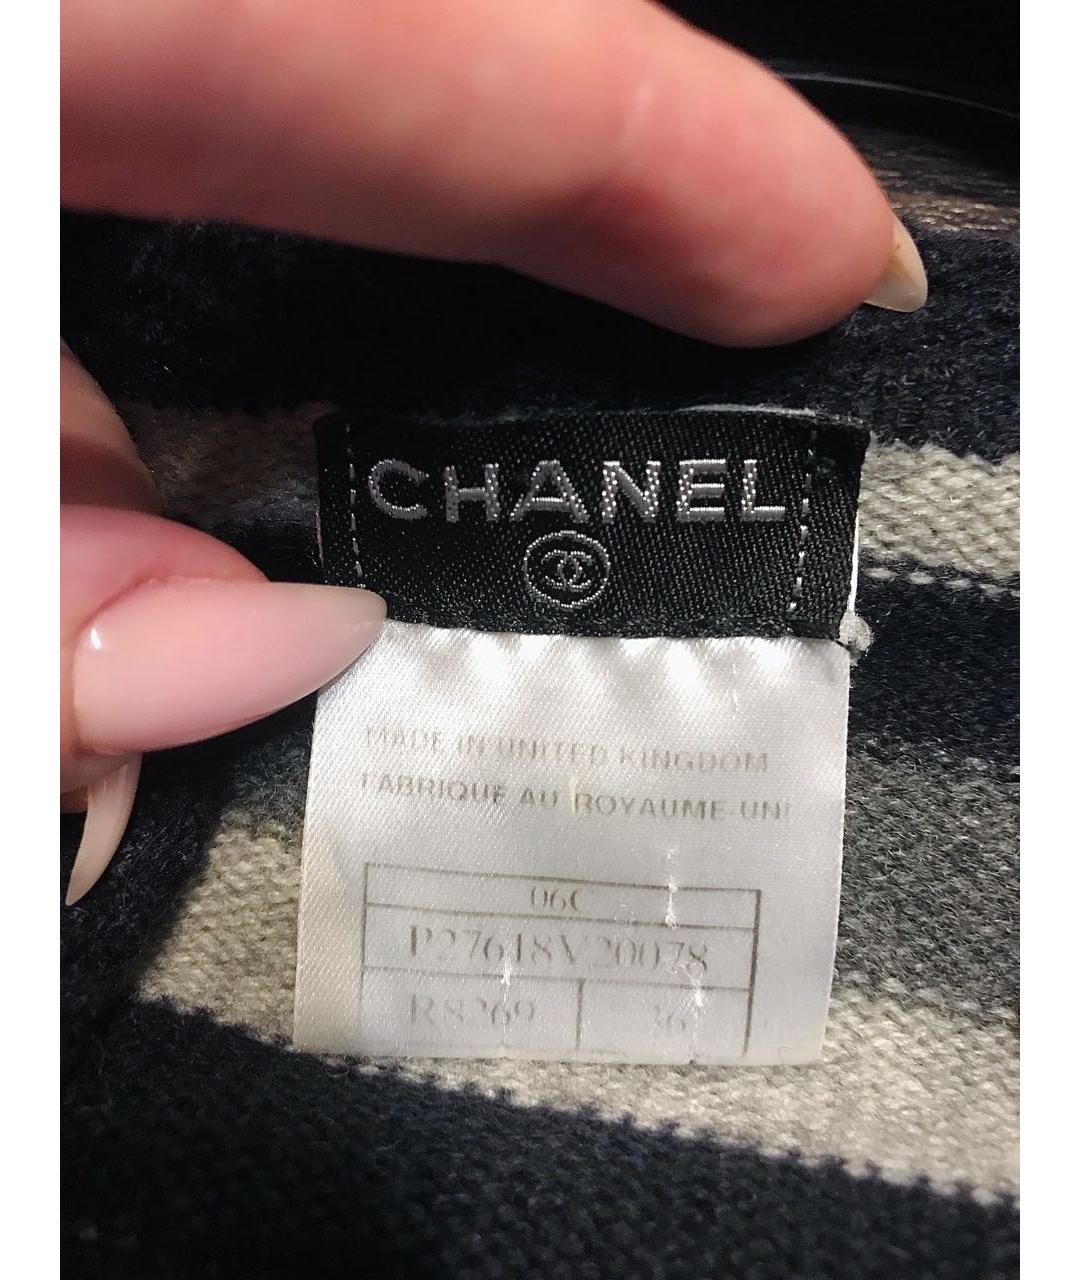 CHANEL
MADE IN UNITED KINGDOM
FABRIQUE AU ROYAUME-UNI
06C
P27618V20078
R8269 36